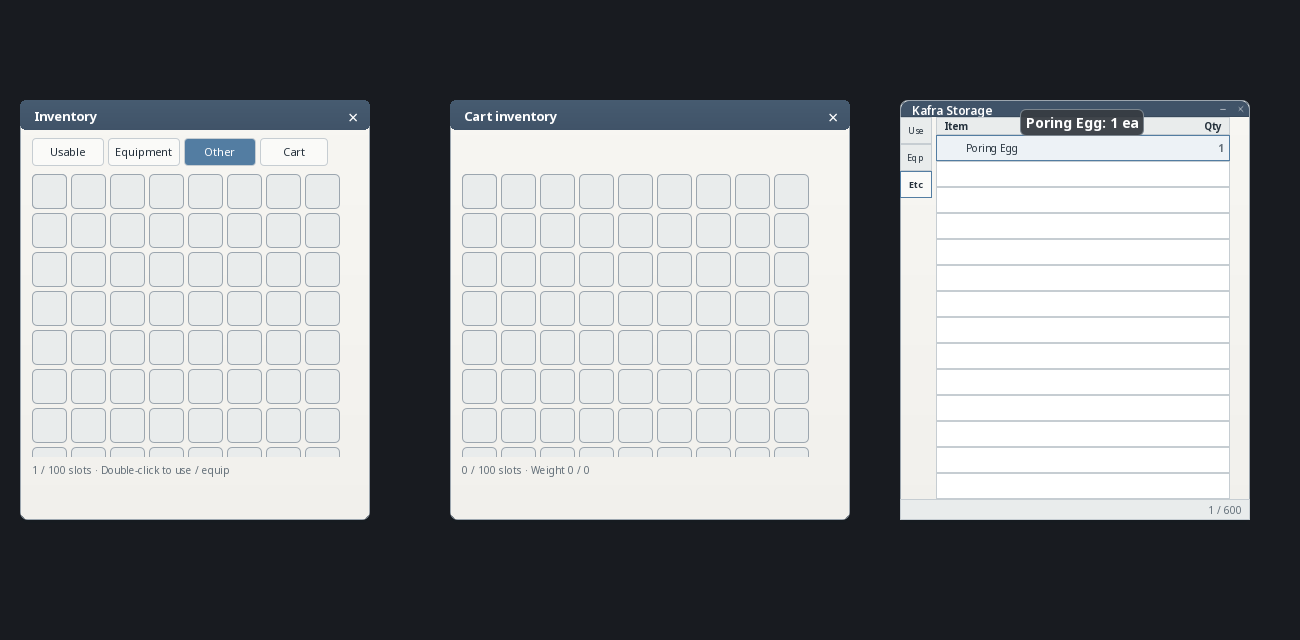 Inventory ×
Usable Equipment Other Cart
1 / 100 slots · Double-click to use / equip
Cart inventory ×
0 / 100 slots · Weight 0 / 0
Kafra Storage − ×
Poring Egg: 1 ea
Use
Eqp
Etc
Item Qty
Poring Egg 1
1 / 600